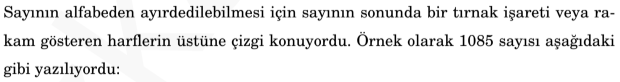 Sayının alfabeden ayırdedilebilmesi için sayının sonunda bir tırnak işareti veya ra-
kam gösteren harflerin üstüne çizgi konuyordu. Örnek olarak 1085 sayısı aşağıdaki
gibi yazılıyordu: